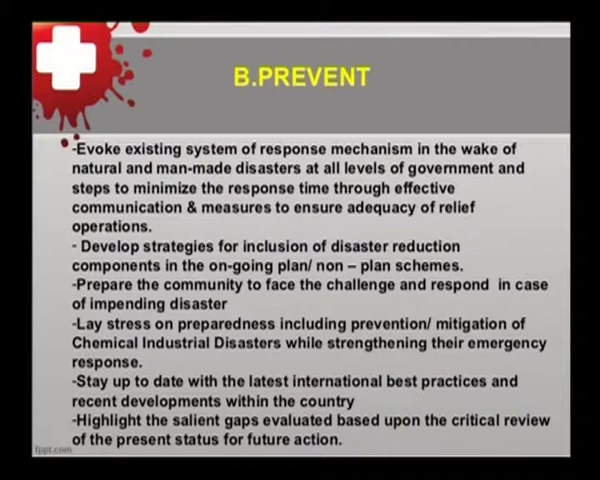 B.PREVENT
-Evoke existing system of response mechanism in the wake of
natural and man-made disasters at all levels of government and
steps to minimize the response time through effective
communication & measures to ensure adequacy of relief
operations.
- Develop strategies for inclusion of disaster reduction
components in the on-going plan/ non – plan schemes.
-Prepare the community to face the challenge and respond in case
of impending disaster
-Lay stress on preparedness including prevention/ mitigation of
Chemical Industrial Disasters while strengthening their emergency
response.
-Stay up to date with the latest international best practices and
recent developments within the country
-Highlight the salient gaps evaluated based upon the critical review
of the present status for future action.
fppt.com